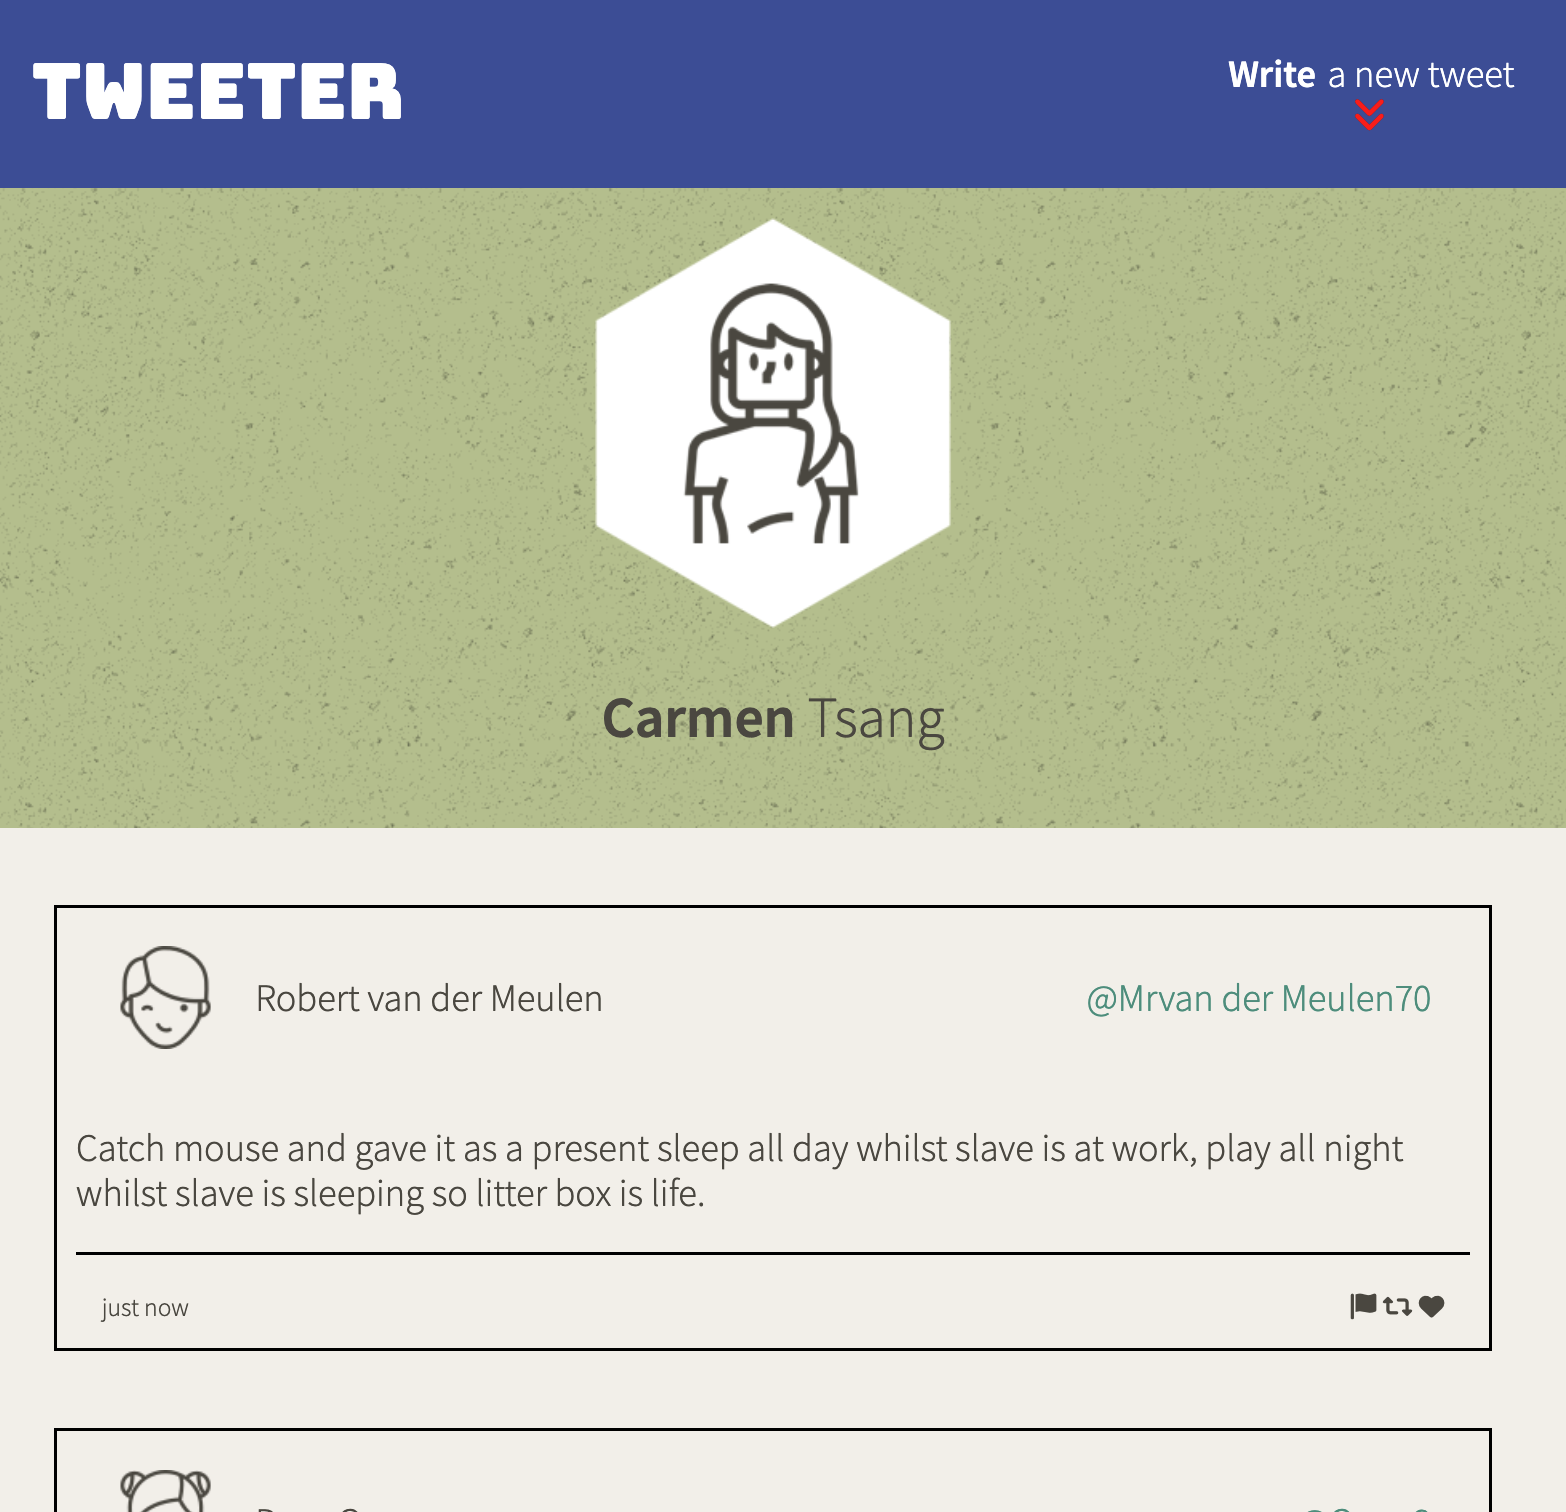 TWEETER
Write a new tweet
Carmen Tsang
Robert van der Meulen
@Mrvan der Meulen70
Catch mouse and gave it as a present sleep all day whilst slave is at work, play all night
whilst slave is sleeping so litter box is life.
just now